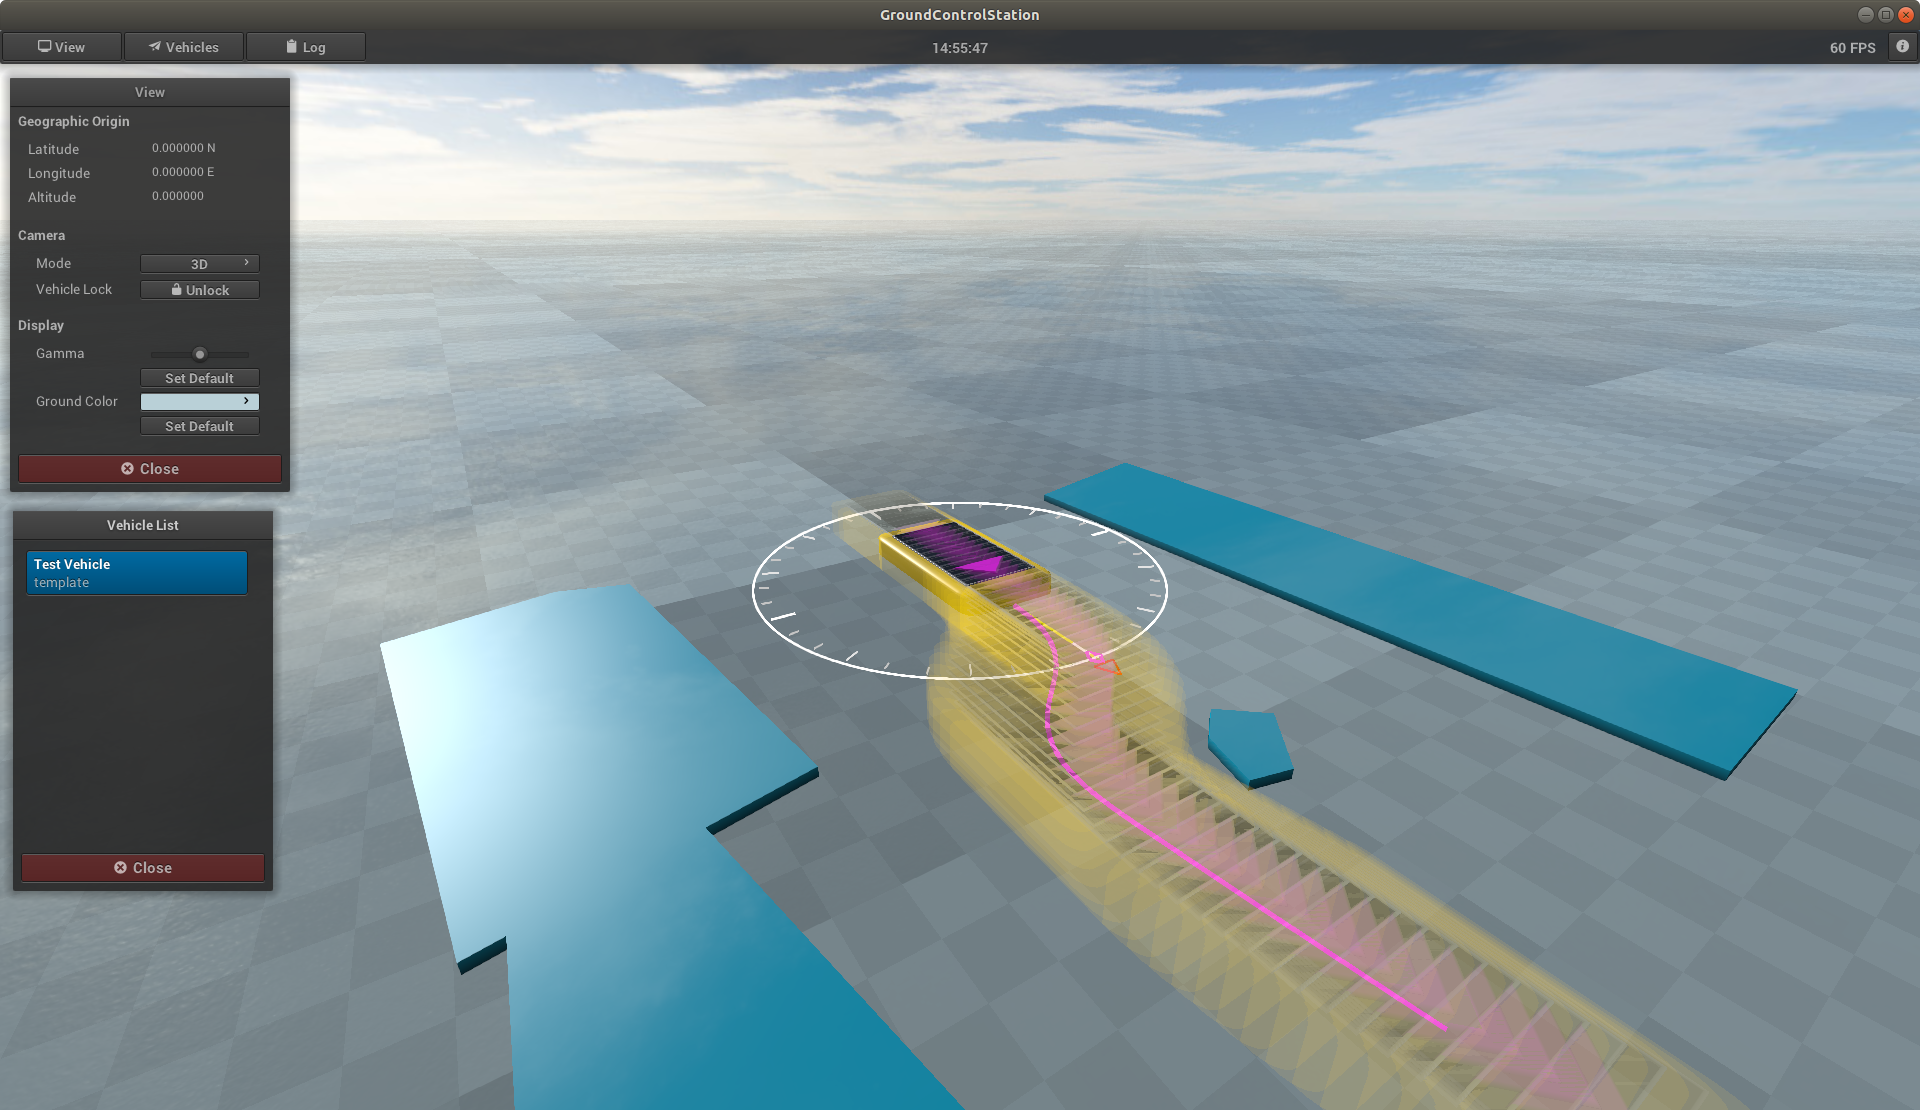 GroundControlStation
View
Vehicles
Log
14:55:47
60 FPS
View
Geographic Origin
Latitude 0.000000 N
Longitude 0.000000 E
Altitude 0.000000
Camera
Mode 3D
Vehicle Lock Unlock
Display
Gamma
Set Default
Ground Color
Set Default
Close
Vehicle List
Test Vehicle
template
Close